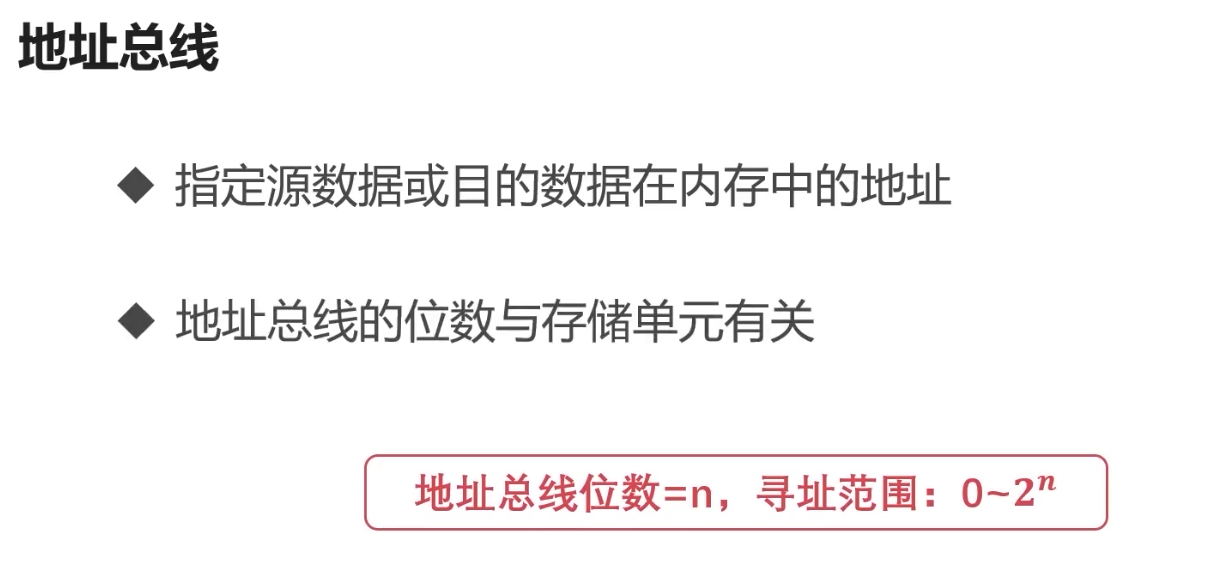 地址总线
◆ 指定源数据或目的数据在内存中的地址
◆ 地址总线的位数与存储单元有关
地址总线位数=n，寻址范围：0~2ⁿ